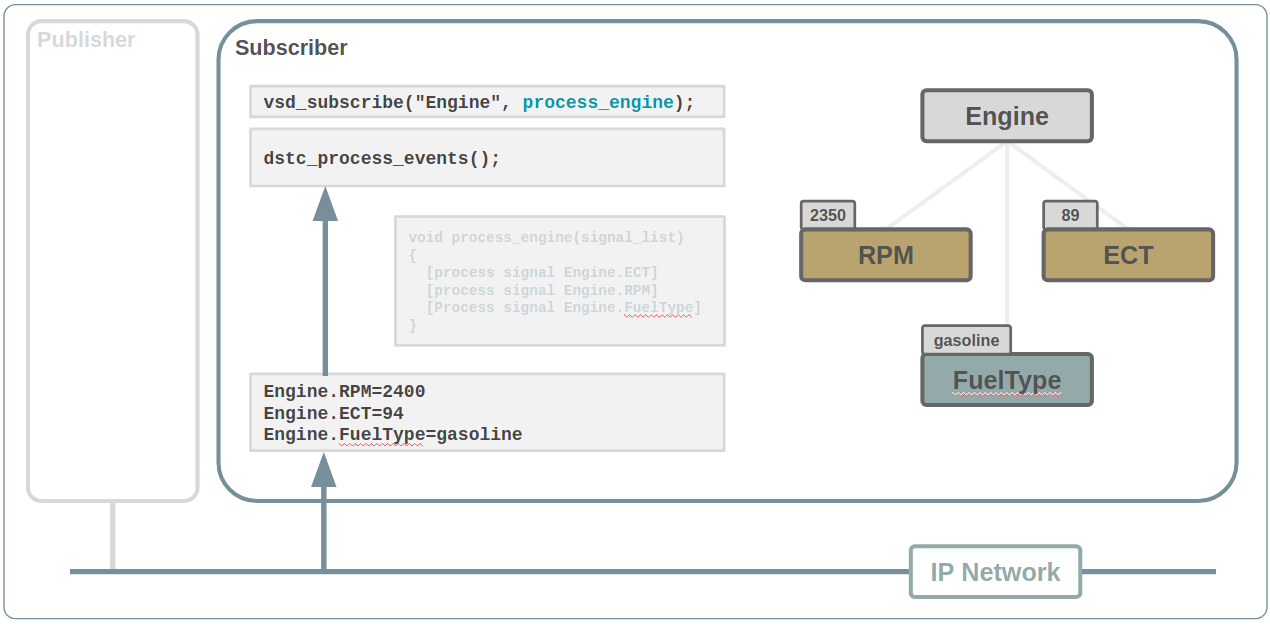 Publisher
Subscriber
vsd_subscribe("Engine", process_engine);
dstc_process_events();
void process_engine(signal_list)
{
  [process signal Engine.ECT]
  [process signal Engine.RPM]
  [Process signal Engine.FuelType]
}
Engine.RPM=2400
Engine.ECT=94
Engine.FuelType=gasoline
Engine
2350
RPM
89
ECT
gasoline
FuelType
IP Network